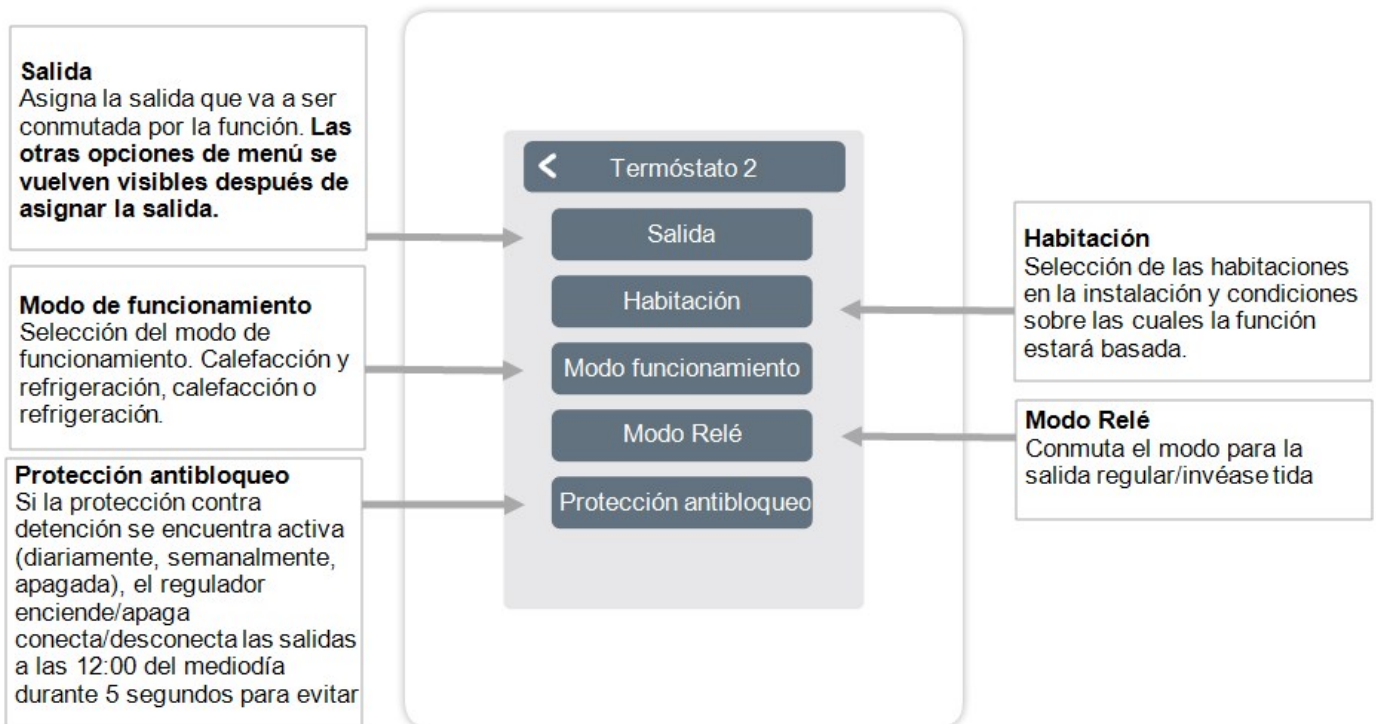 Salida
Asigna la salida que va a ser
conmutada por la función. Las
otras opciones de menú se
vuelven visibles después de
asignar la salida.
Modo de funcionamiento
Selección del modo de
funcionamiento. Calefacción y
refrigeración, calefacción o
refrigeración.
Protección antibloqueo
Si la protección contra
detención se encuentra activa
(diariamente, semanalmente,
apagada), el regulador
enciende/apaga
conecta/desconecta las salidas
a las 12:00 del mediodía
durante 5 segundos para evitar
Termóstato 2
Salida
Habitación
Modo funcionamiento
Modo Relé
Protección antibloqueo
Habitación
Selección de las habitaciones
en la instalación y condiciones
sobre las cuales la función
estará basada.
Modo Relé
Conmuta el modo para la
salida regular/invéase tida